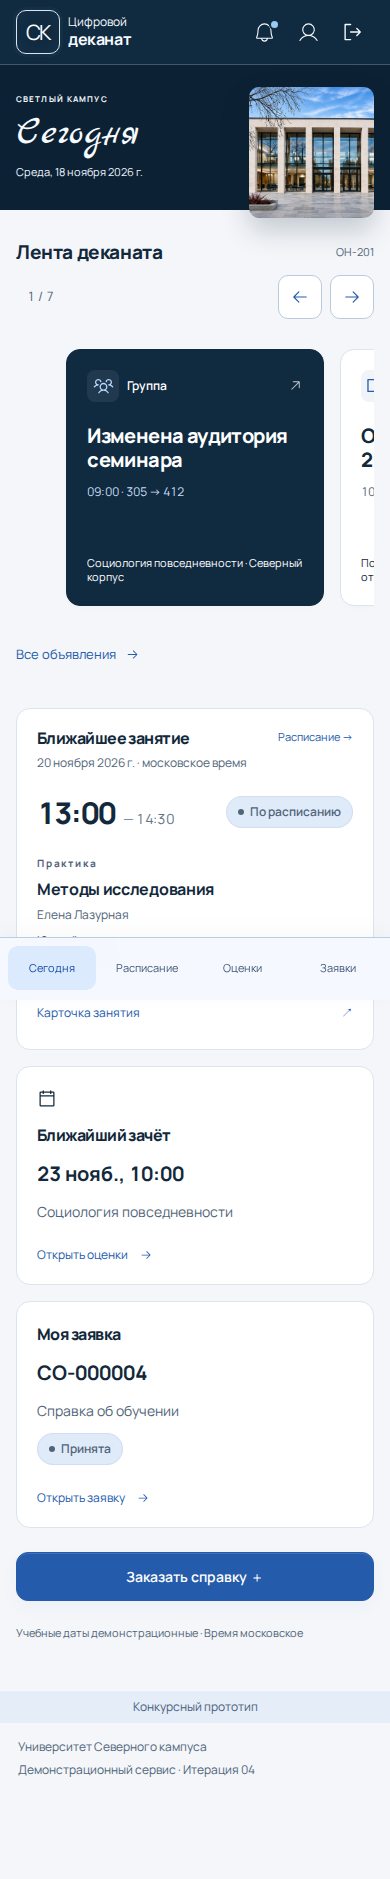 СК
Цифровой
деканат
СВЕТЛЫЙ КАМПУС
Сегодня
Среда, 18 ноября 2026 г.
Лента деканата
ОН-201
1 / 7
← →
Группа ↗
Изменена аудитория
семинара
09:00 · 305 → 412
Социология повседневности · Северный
корпус
Все объявления →
Ближайшее занятие
Расписание →
20 ноября 2026 г. · московское время
13:00 — 14:30
По расписанию
Практика
Методы исследования
Елена Лазурная
Сегодня
Расписание
Оценки
Заявки
Карточка занятия ↗
Ближайший зачёт
23 нояб., 10:00
Социология повседневности
Открыть оценки →
Моя заявка
СО-000004
Справка об обучении
Принята
Открыть заявку →
Заказать справку +
Учебные даты демонстрационные · Время московское
Конкурсный прототип
Университет Северного кампуса
Демонстрационный сервис · Итерация 04